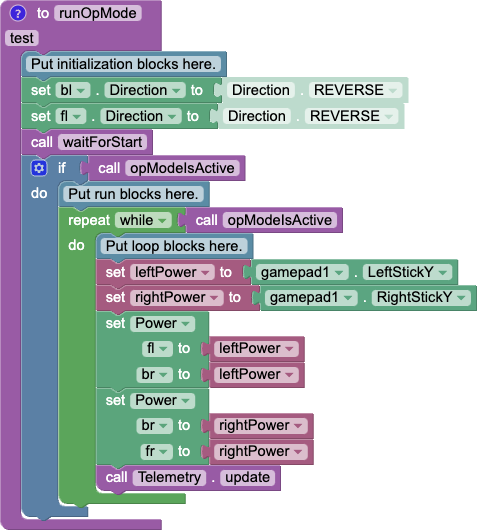 ? to runOpMode
test
Put initialization blocks here.
set bl . Direction to Direction . REVERSE
set fl . Direction to Direction . REVERSE
call waitForStart
if call opModeIsActive
do Put run blocks here.
repeat while call opModeIsActive
do Put loop blocks here.
set leftPower to gamepad1 . LeftStickY
set rightPower to gamepad1 . RightStickY
set Power
fl to leftPower
br to leftPower
set Power
br to rightPower
fr to rightPower
call Telemetry . update